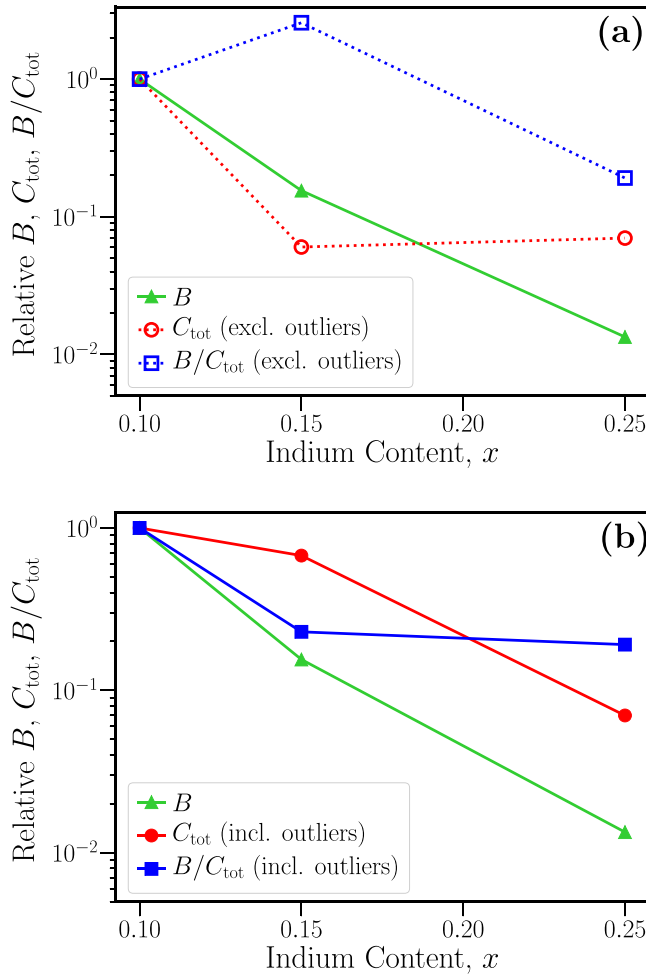 (a)
Relative B, C_tot, B/C_tot
10^0
10^-1
10^-2
B
C_tot (excl. outliers)
B/C_tot (excl. outliers)
0.10 0.15 0.20 0.25
Indium Content, x
(b)
Relative B, C_tot, B/C_tot
10^0
10^-1
10^-2
B
C_tot (incl. outliers)
B/C_tot (incl. outliers)
0.10 0.15 0.20 0.25
Indium Content, x